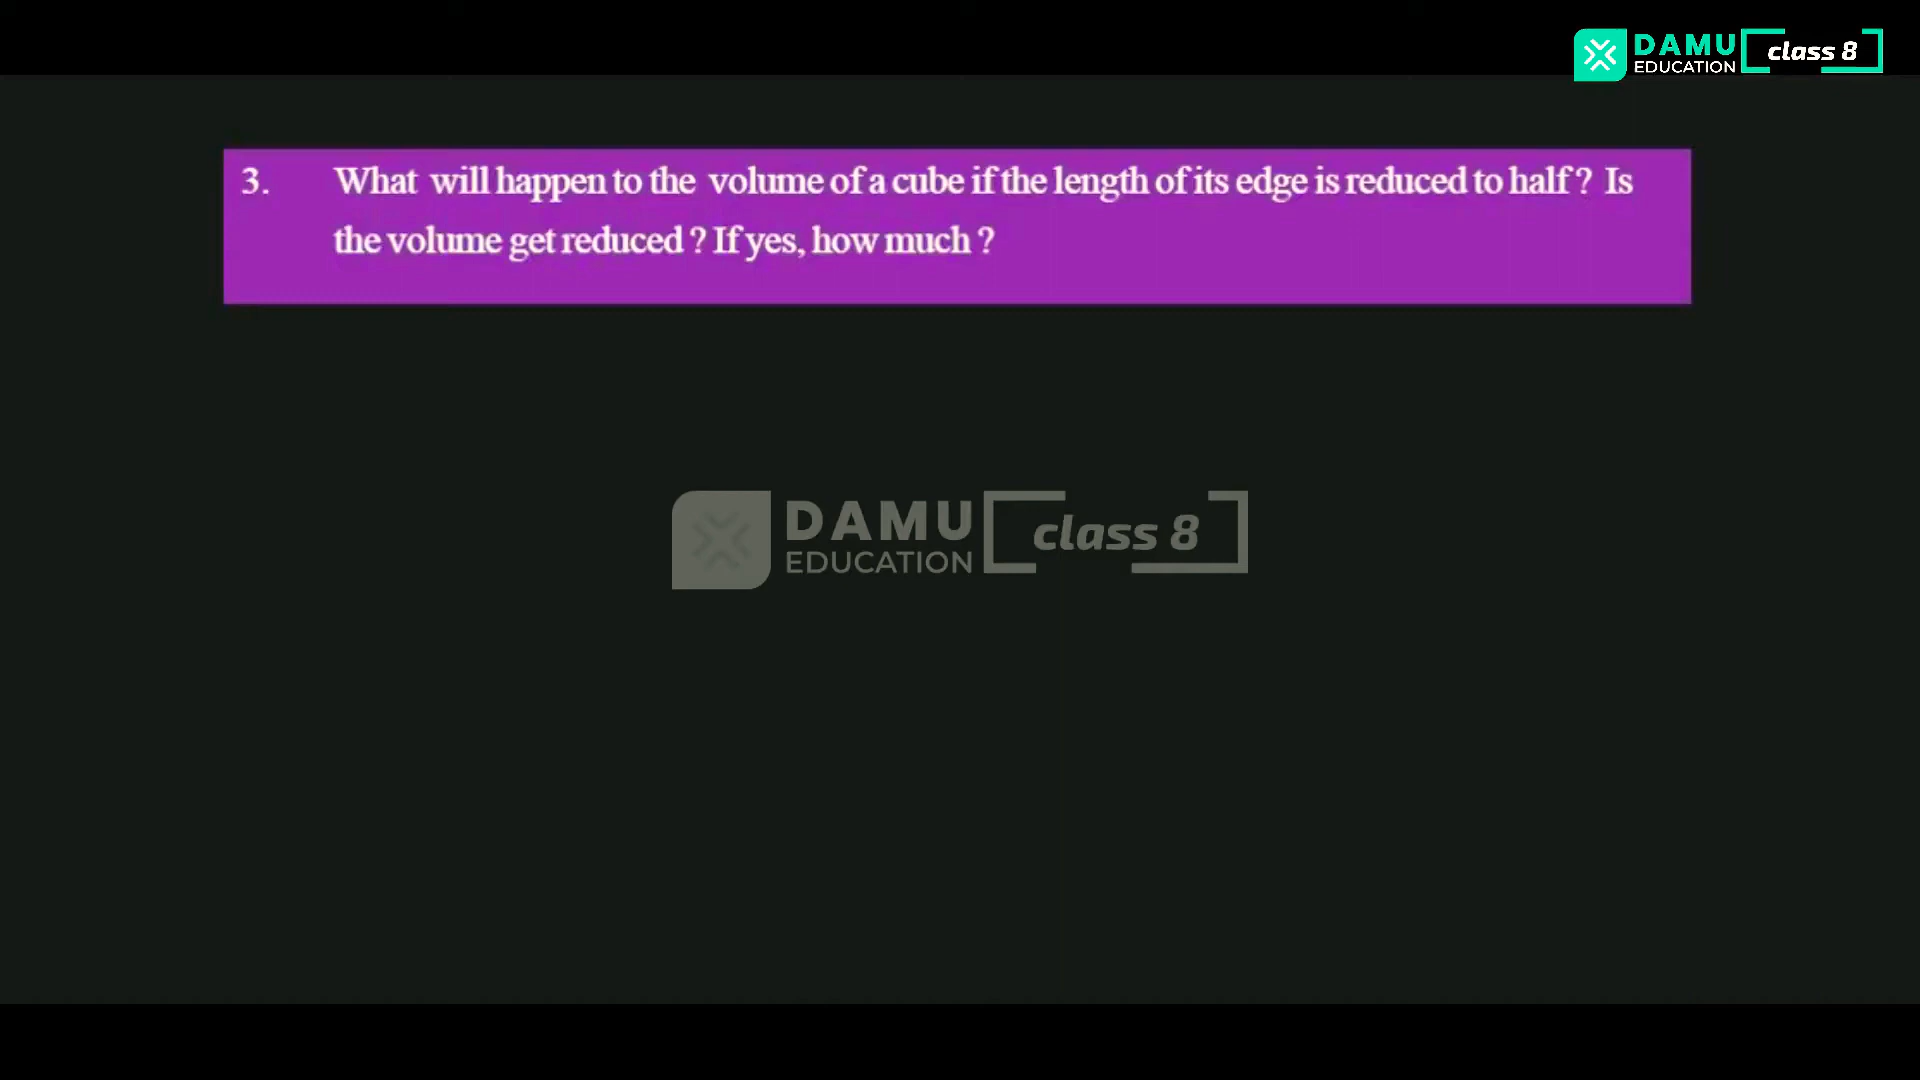 DAMU EDUCATION class 8
3. What will happen to the volume of a cube if the length of its edge is reduced to half ? Is
the volume get reduced ? If yes, how much ?
DAMU EDUCATION class 8